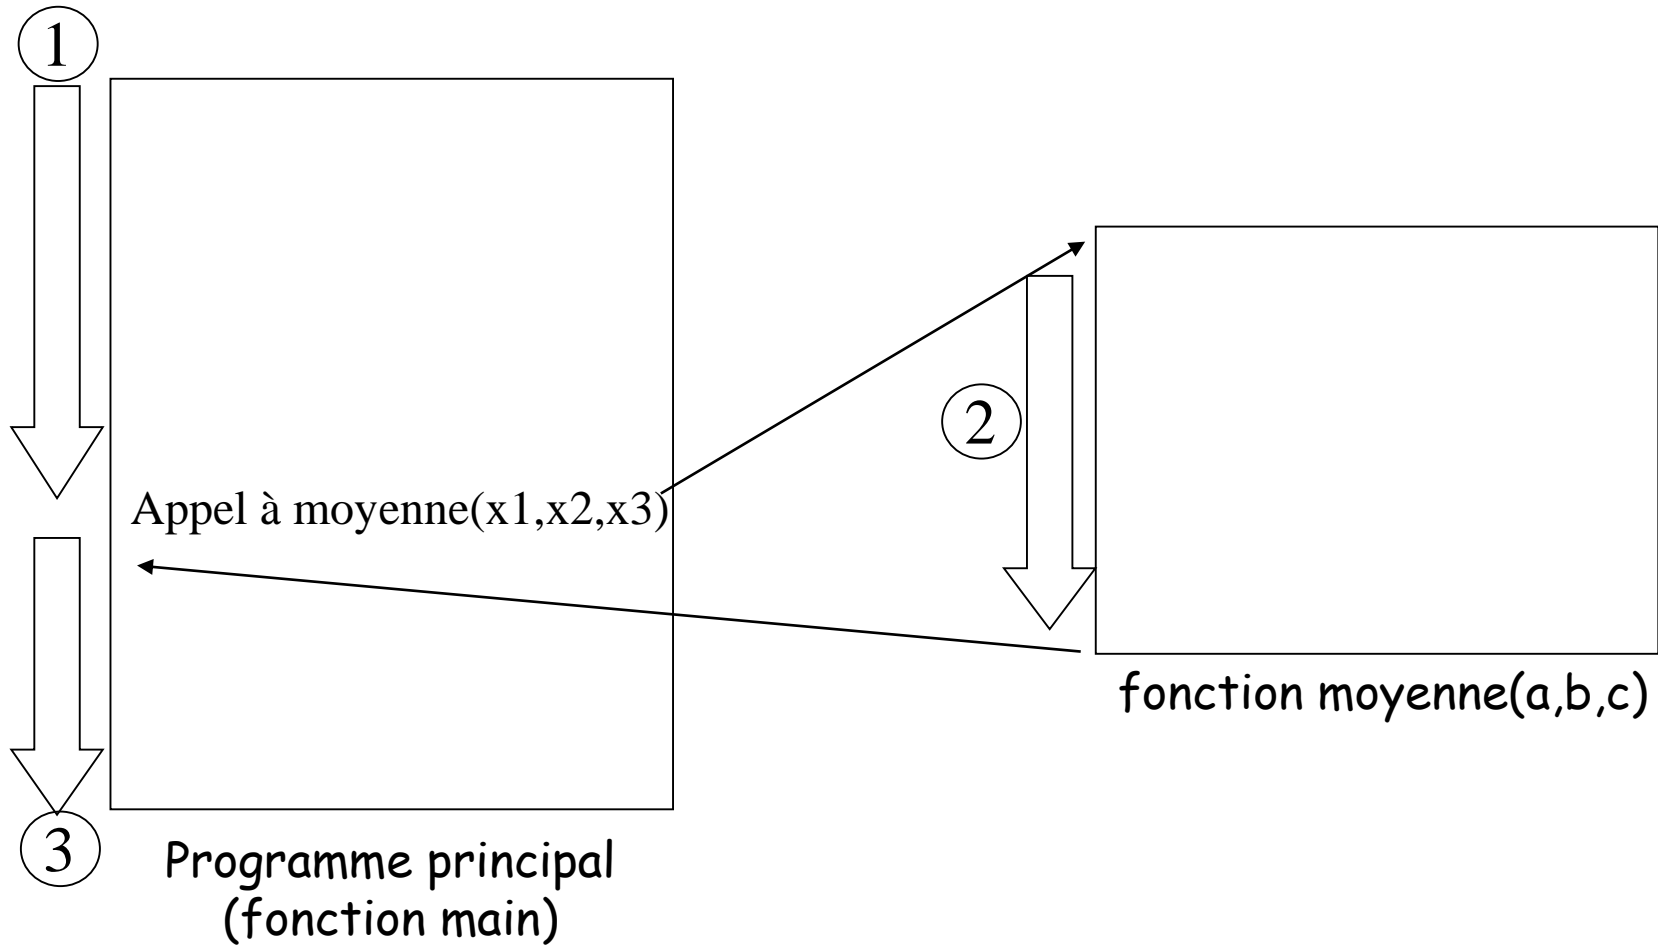 1
Appel à moyenne(x1,x2,x3)
2
fonction moyenne(a,b,c)
3
Programme principal
(fonction main)